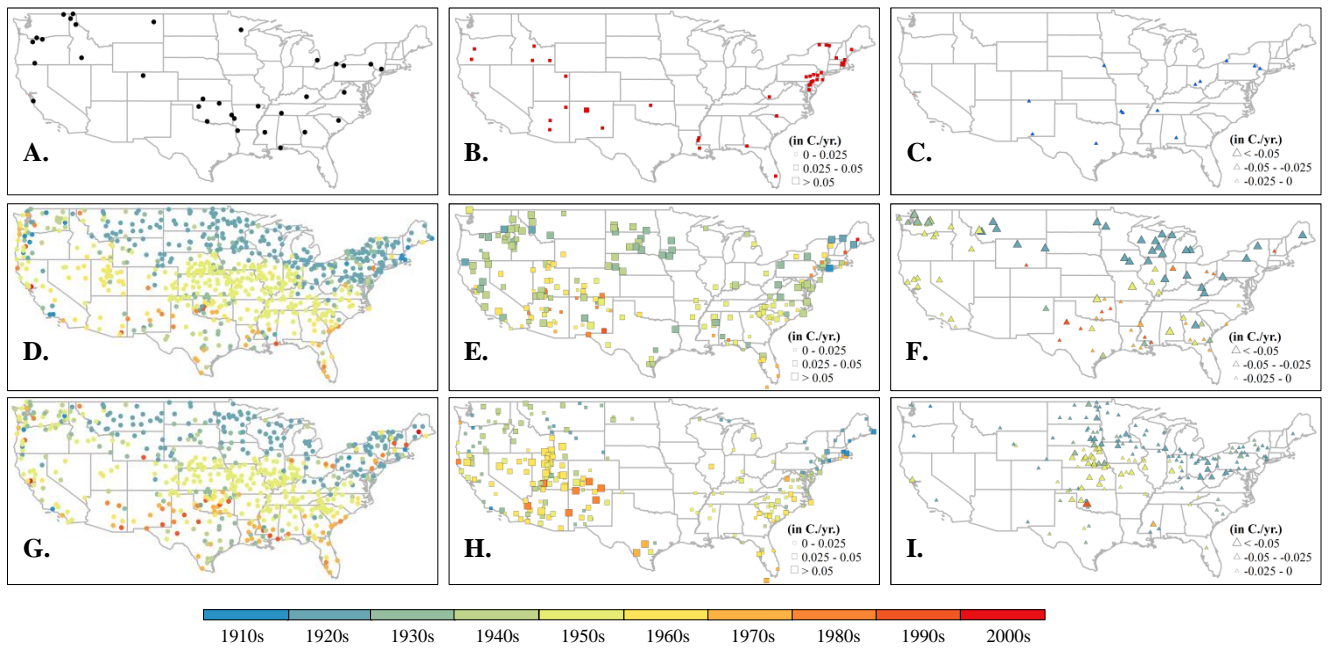 A.
B.
(in C./yr.)
0 - 0.025
0.025 - 0.05
> 0.05
C.
(in C./yr.)
< -0.05
-0.05 - -0.025
-0.025 - 0
D.
E.
(in C./yr.)
0 - 0.025
0.025 - 0.05
> 0.05
F.
(in C./yr.)
< -0.05
-0.05 - -0.025
-0.025 - 0
G.
H.
(in C./yr.)
0 - 0.025
0.025 - 0.05
> 0.05
I.
(in C./yr.)
< -0.05
-0.05 - -0.025
-0.025 - 0
1910s 1920s 1930s 1940s 1950s 1960s 1970s 1980s 1990s 2000s